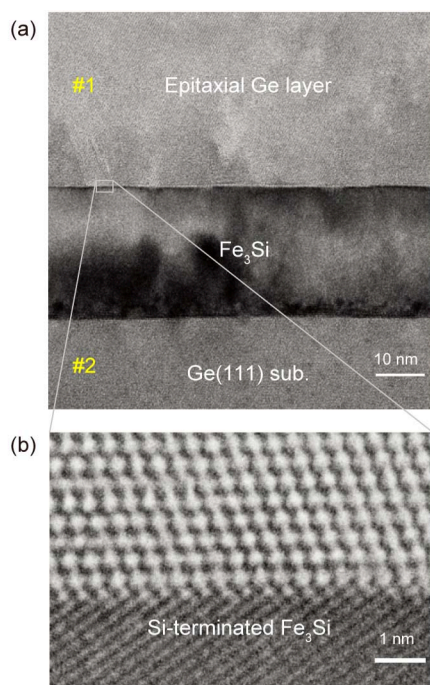 (a)
#1
Epitaxial Ge layer
Fe₃Si
#2
Ge(111) sub.
10 nm
(b)
Si-terminated Fe₃Si
1 nm